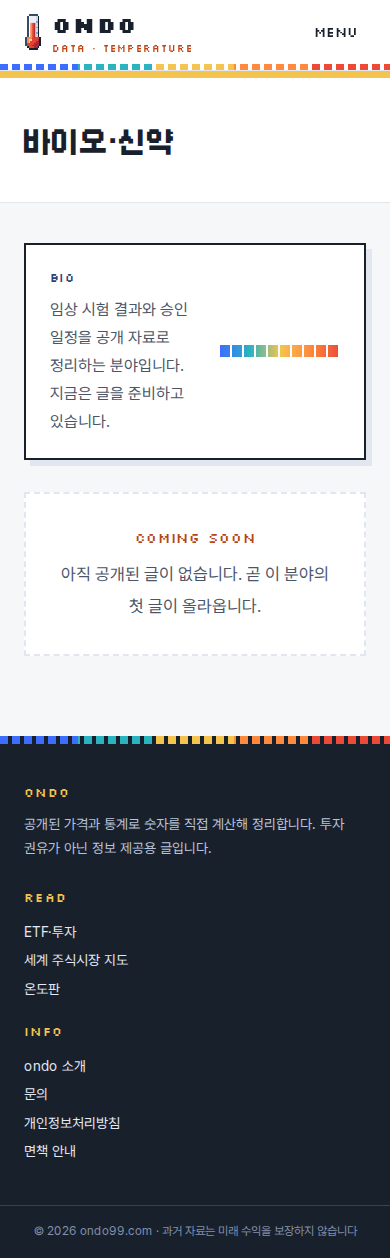 ONDO
DATA · TEMPERATURE
MENU
바이오·신약
BIO
임상 시험 결과와 승인
일정을 공개 자료로
정리하는 분야입니다.
지금은 글을 준비하고
있습니다.
COMING SOON
아직 공개된 글이 없습니다. 곧 이 분야의
첫 글이 올라옵니다.
ONDO
공개된 가격과 통계로 숫자를 직접 계산해 정리합니다. 투자
권유가 아닌 정보 제공용 글입니다.
READ
ETF·투자
세계 주식시장 지도
온도판
INFO
ondo 소개
문의
개인정보처리방침
면책 안내
© 2026 ondo99.com · 과거 자료는 미래 수익을 보장하지 않습니다